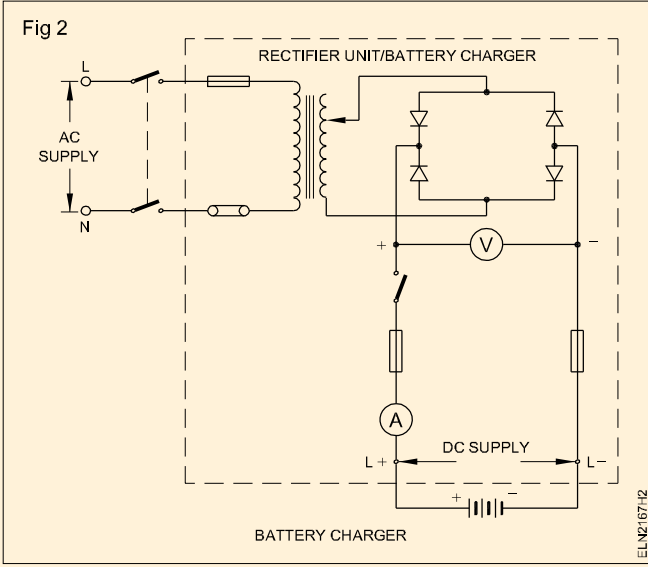 Fig 2
RECTIFIER UNIT/BATTERY CHARGER
L
AC
SUPPLY
N
+
V
−
A
DC SUPPLY
L +
L −
+
−
BATTERY CHARGER
ELN2167H2